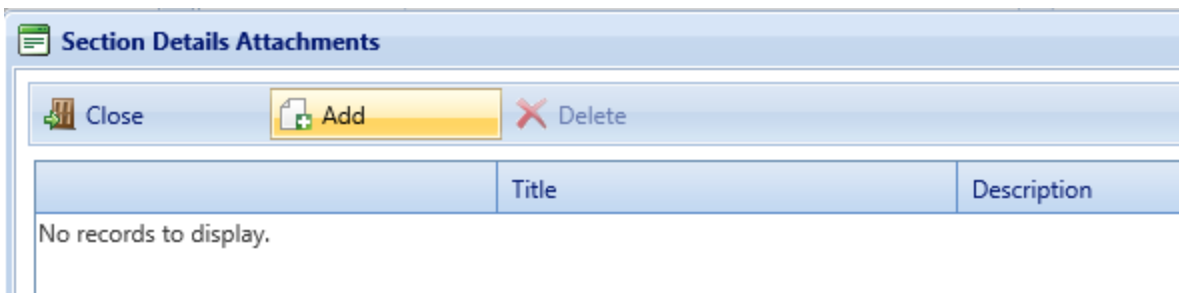 Section Details Attachments
Close Add Delete
Title Description
No records to display.